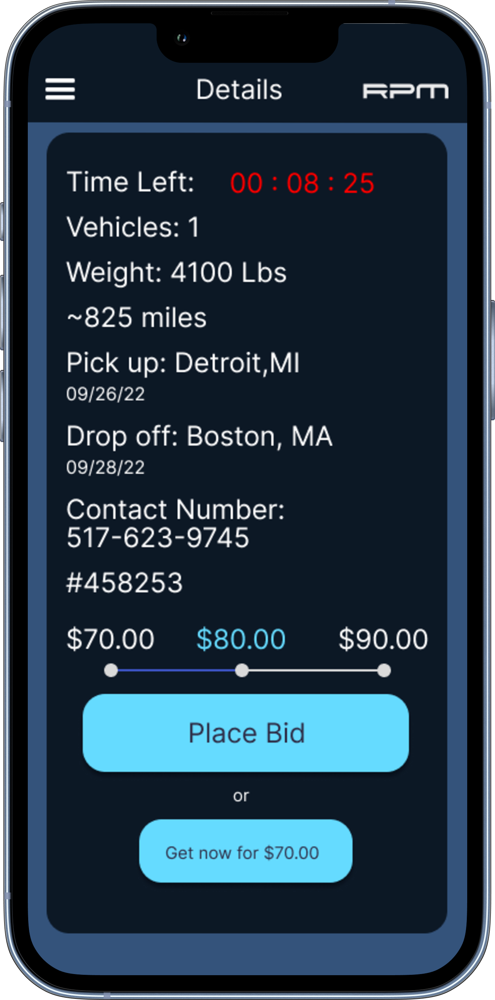 Details
RPM
Time Left: 00 : 08 : 25
Vehicles: 1
Weight: 4100 Lbs
~825 miles
Pick up: Detroit,MI
09/26/22
Drop off: Boston, MA
09/28/22
Contact Number:
517-623-9745
#458253
$70.00 $80.00 $90.00
Place Bid
or
Get now for $70.00